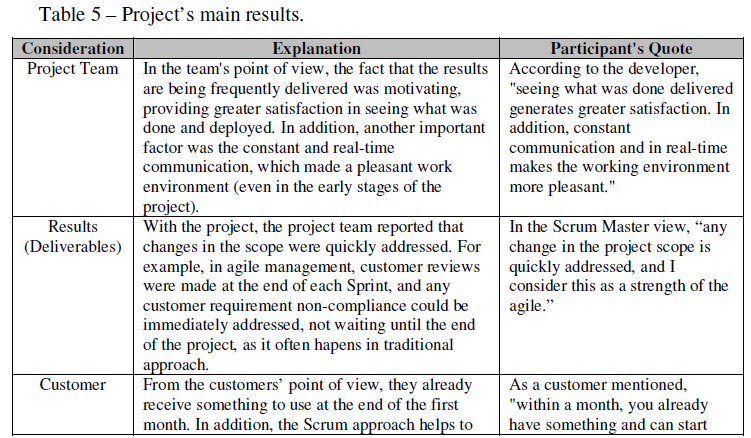 Table 5 – Project's main results.
Consideration Explanation Participant's Quote
Project Team
In the team's point of view, the fact that the results
are being frequently delivered was motivating,
providing greater satisfaction in seeing what was
done and deployed. In addition, another important
factor was the constant and real-time
communication, which made a pleasant work
environment (even in the early stages of the
project).
According to the developer,
"seeing what was done delivered
generates greater satisfaction. In
addition, constant
communication and in real-time
makes the working environment
more pleasant."
Results
(Deliverables)
With the project, the project team reported that
changes in the scope were quickly addressed. For
example, in agile management, customer reviews
were made at the end of each Sprint, and any
customer requirement non-compliance could be
immediately addressed, not waiting until the end
of the project, as it often hapens in traditional
approach.
In the Scrum Master view, “any
change in the project scope is
quickly addressed, and I
consider this as a strength of the
agile.”
Customer
From the customers’ point of view, they already
receive something to use at the end of the first
month. In addition, the Scrum approach helps to
As a customer mentioned,
"within a month, you already
have something and can start